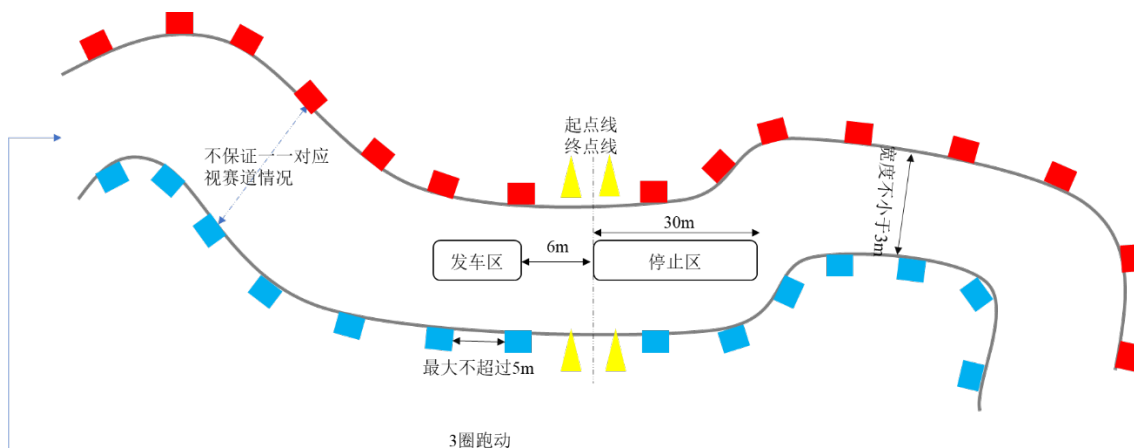 起点线
终点线
不保证一一对应
视赛道情况
宽度不小于3m
30m
6m
发车区
停止区
最大不超过5m
3圈跑动